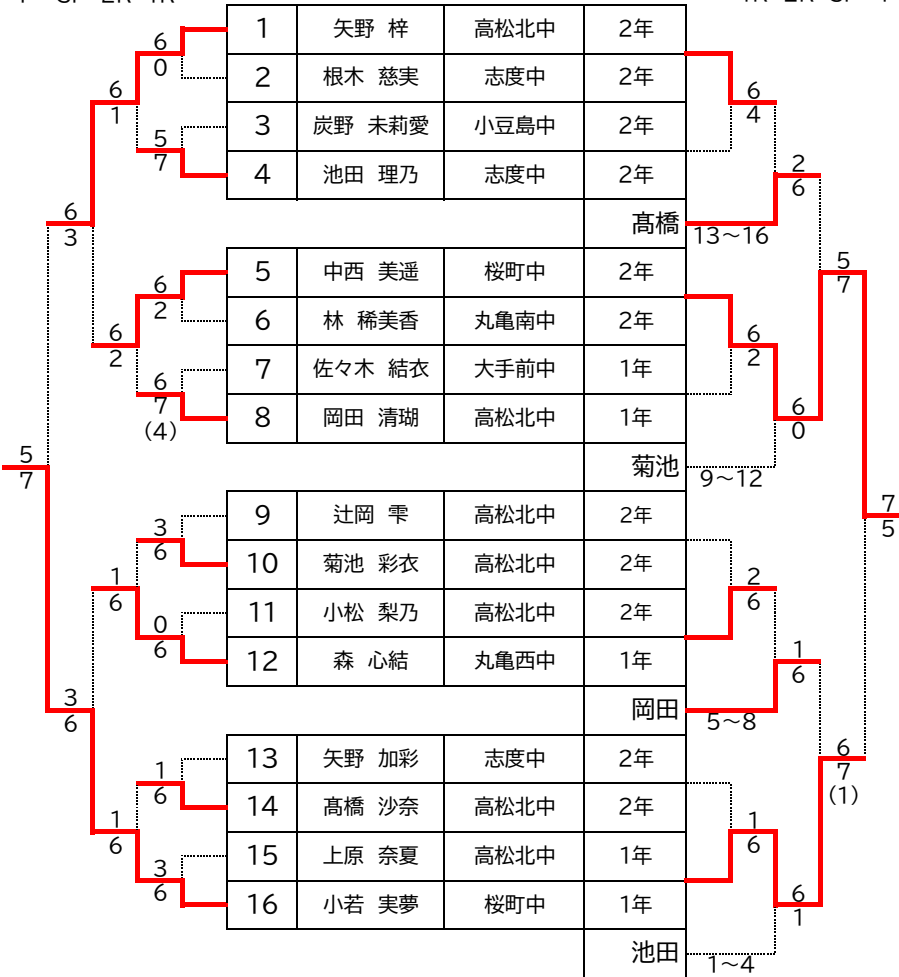 1 矢野 梓 高松北中 2年
2 根木 慈実 志度中 2年
3 炭野 未莉愛 小豆島中 2年
4 池田 理乃 志度中 2年
髙橋 13～16
5 中西 美遥 桜町中 2年
6 林 稀美香 丸亀南中 2年
7 佐々木 結衣 大手前中 1年
8 岡田 清瑚 高松北中 1年
菊池 9～12
9 辻岡 雫 高松北中 2年
10 菊池 彩衣 高松北中 2年
11 小松 梨乃 高松北中 2年
12 森 心結 丸亀西中 1年
岡田 5～8
13 矢野 加彩 志度中 2年
14 髙橋 沙奈 高松北中 2年
15 上原 奈夏 高松北中 1年
16 小若 実夢 桜町中 1年
池田 1～4
6
0
5
7
6
1
6
3
6
2
6
7
(4)
6
2
5
7
3
6
0
6
1
6
3
6
1
6
3
6
1
6
6
4
2
6
5
7
6
2
6
0
7
5
2
6
1
6
6
7
(1)
1
6
6
1